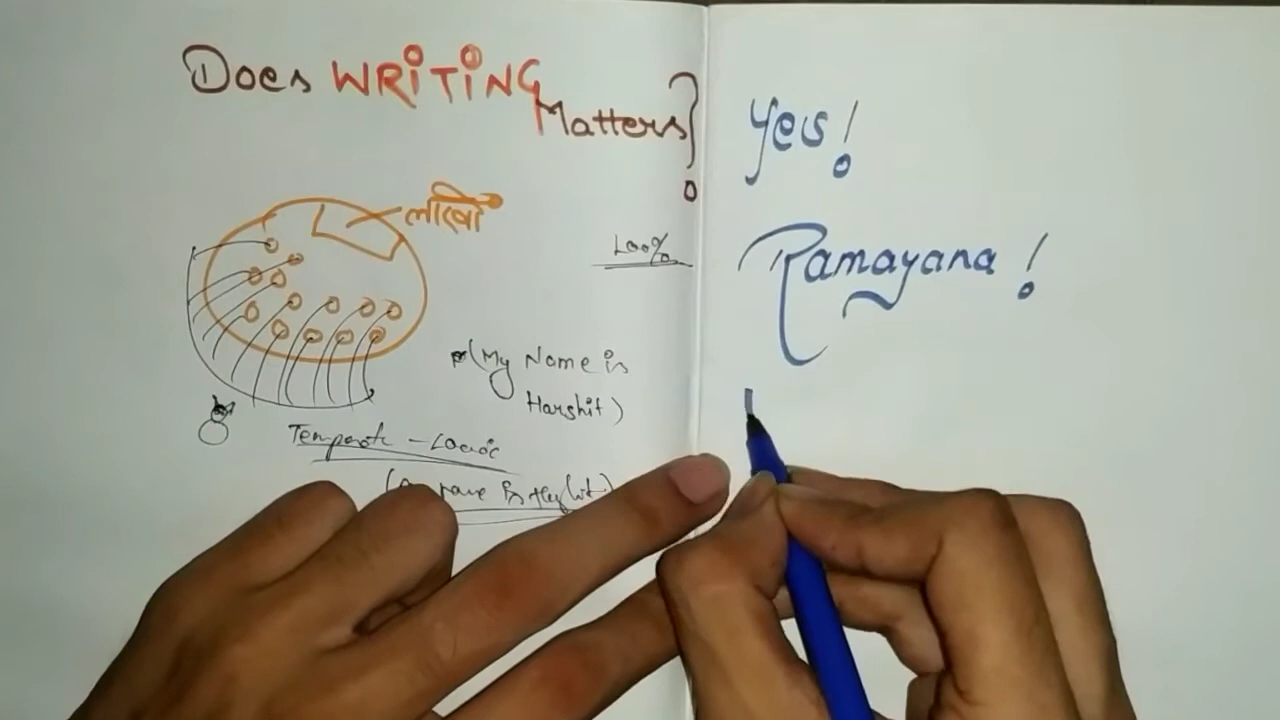 Does WRiTiNG
Matters?
लाखों
100%
(My Name is
Harshit)
Yes!
Ramayana!